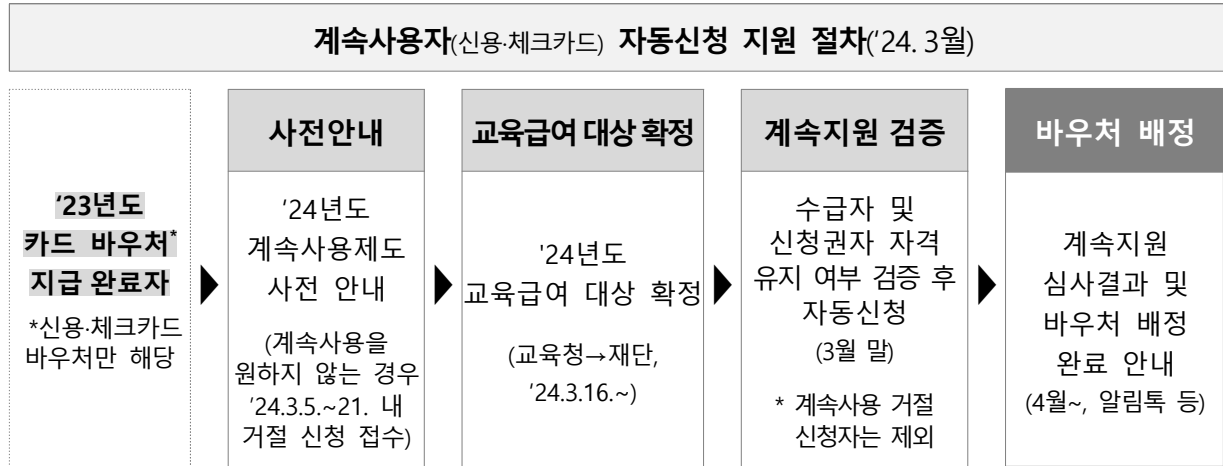 계속사용자(신용·체크카드) 자동신청 지원 절차('24. 3월)
'23년도
카드 바우처*
지급 완료자
*신용·체크카드
바우처만 해당
▶
사전안내
'24년도
계속사용제도
사전 안내
(계속사용을
원하지 않는 경우
'24.3.5.~21. 내
거절 신청 접수)
▶
교육급여 대상 확정
'24년도
교육급여 대상 확정
(교육청→재단,
'24.3.16.~)
▶
계속지원 검증
수급자 및
신청권자 자격
유지 여부 검증 후
자동신청
(3월 말)
* 계속사용 거절
신청자는 제외
▶
바우처 배정
계속지원
심사결과 및
바우처 배정
완료 안내
(4월~, 알림톡 등)